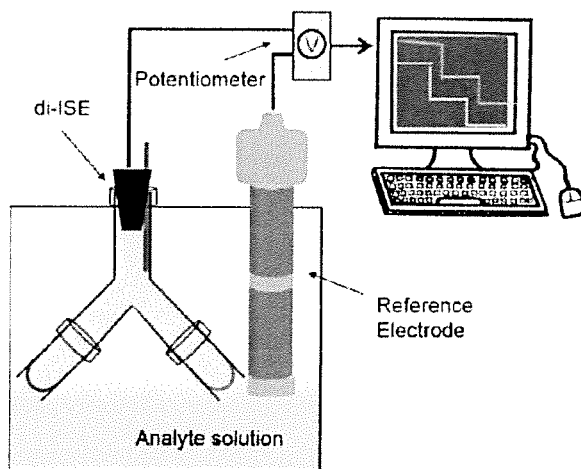 V
Potentiometer
di-ISE
Reference
Electrode
Analyte solution